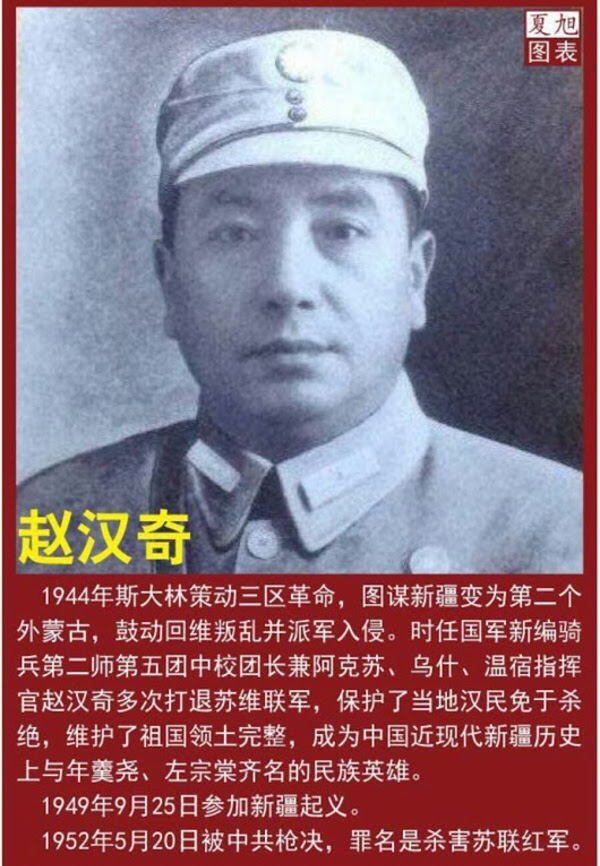 夏旭
图表
赵汉奇
1944年斯大林策动三区革命，图谋新疆变为第二个
外蒙古，鼓动回维叛乱并派军入侵。时任国军新编骑
兵第二师第五团中校团长兼阿克苏、乌什、温宿指挥
官赵汉奇多次打退苏维联军，保护了当地汉民免于杀
绝，维护了祖国领土完整，成为中国近现代新疆历史
上与年羹尧、左宗棠齐名的民族英雄。
1949年9月25日参加新疆起义。
1952年5月20日被中共枪决，罪名是杀害苏联红军。